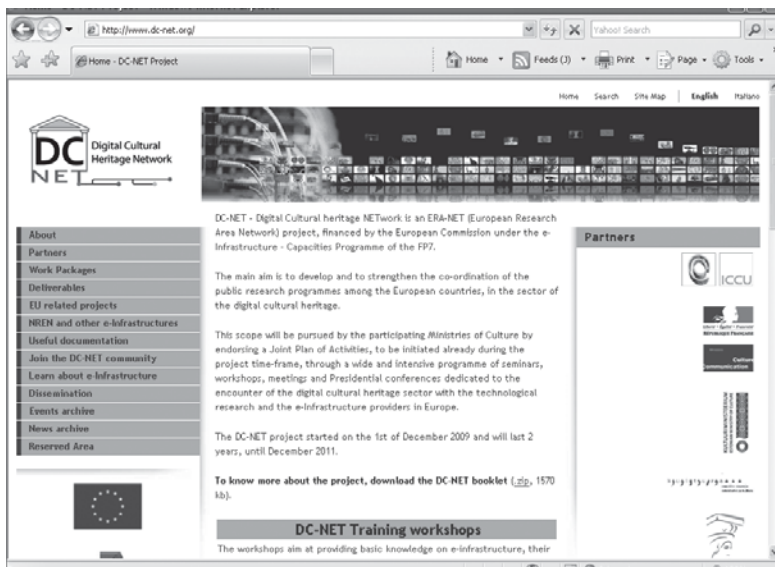 http://www.dc-net.org/
Yahoo! Search
Home - DC-NET Project
Home
Feeds (J)
Print
Page
Tools
Home Search Site Map English Italiano
DC
NET
Digital Cultural
Heritage Network
About
Partners
Work Packages
Deliverables
EU related projects
NREN and other e-Infrastructures
Useful documentation
Join the DC-NET community
Learn about e-Infrastructure
Dissemination
Events archive
News archive
Reserved Area
DC-NET - Digital Cultural heritage NETwork is an ERA-NET (European Research
Area Network) project, financed by the European Commission under the e-
Infrastructure - Capacities Programme of the FP7.
The main aim is to develop and to strengthen the co-ordination of the
public research programmes among the European countries, in the sector of
the digital cultural heritage.
This scope will be pursued by the participating Ministries of Culture by
endorsing a Joint Plan of Activities, to be initiated already during the
project time-frame, through a wide and intensive programme of seminars,
workshops, meetings and Presidential conferences dedicated to the
encounter of the digital cultural heritage sector with the technological
research and the e-Infrastructure providers in Europe.
The DC-NET project started on the 1st of December 2009 and will last 2
years, until December 2011.
To know more about the project, download the DC-NET booklet (.zip, 1570
kb).
DC-NET Training workshops
The workshops aim at providing basic knowledge on e-infrastructure, their
Partners
ICCU
Culture
Communication